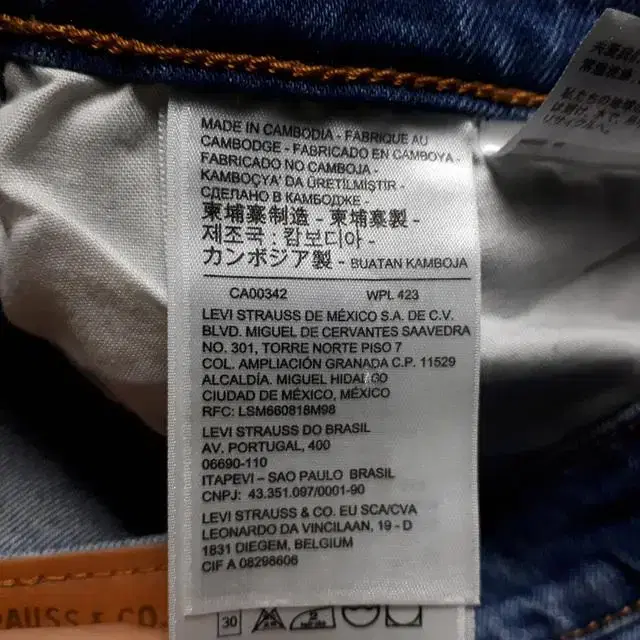 MADE IN CAMBODIA - FABRIQUE AU
CAMBODGE - FABRICADO EN CAMBOYA -
FABRICADO NO CAMBOJA -
KAMBOÇYA' DA ÜRETİLMİŞTİR -
СДЕЛАНО В КАМБОДЖЕ -
柬埔寨制造 - 柬埔寨製 -
제조국 : 캄보디아 -
カンボジア製 - BUATAN KAMBOJA
CA00342 WPL 423
LEVI STRAUSS DE MÉXICO S.A. DE C.V.
BLVD. MIGUEL DE CERVANTES SAAVEDRA
NO. 301, TORRE NORTE PISO 7
COL. AMPLIACIÓN GRANADA C.P. 11529
ALCALDÍA. MIGUEL HIDALGO
CIUDAD DE MÉXICO, MÉXICO
RFC: LSM660818M98
LEVI STRAUSS DO BRASIL
AV. PORTUGAL, 400
06690-110
ITAPEVI – SAO PAULO BRASIL
CNPJ: 43.351.097/0001-90
LEVI STRAUSS & CO. EU SCA/CVA
LEONARDO DA VINCILAAN, 19 - D
1831 DIEGEM, BELGIUM
CIF A 08298606
30
& CO.